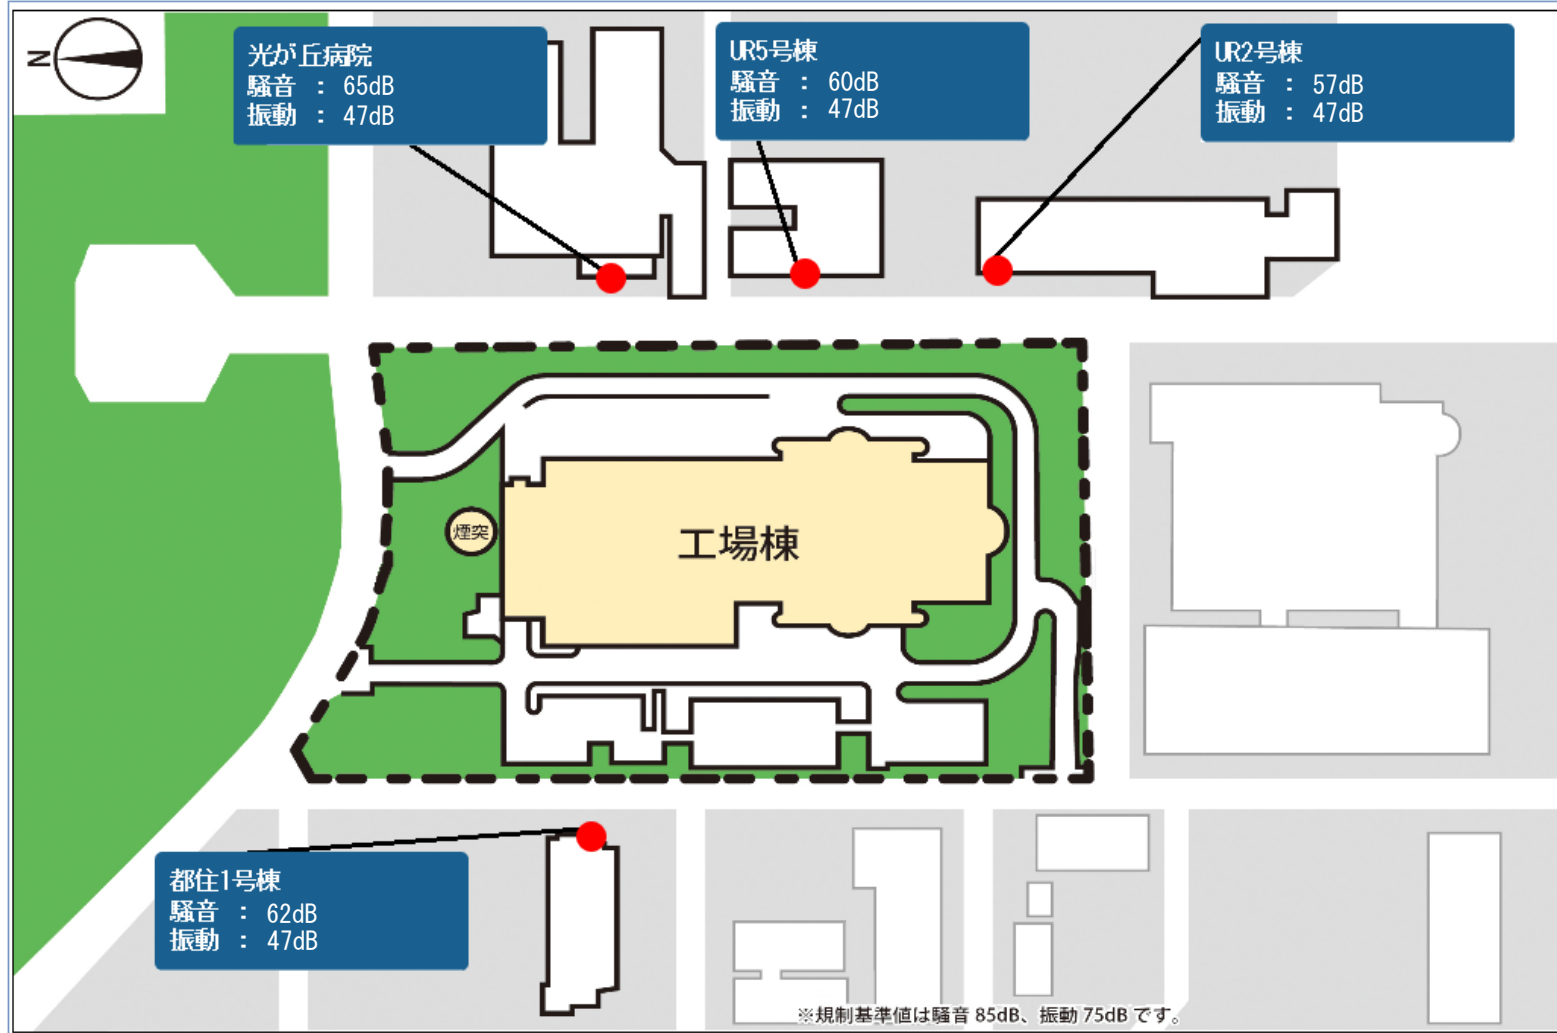 N
光が丘病院
騒音 : 65dB
振動 : 47dB
UR5号棟
騒音 : 60dB
振動 : 47dB
UR2号棟
騒音 : 57dB
振動 : 47dB
煙突
工場棟
都住1号棟
騒音 : 62dB
振動 : 47dB
※規制基準値は騒音 85dB、振動 75dB です。